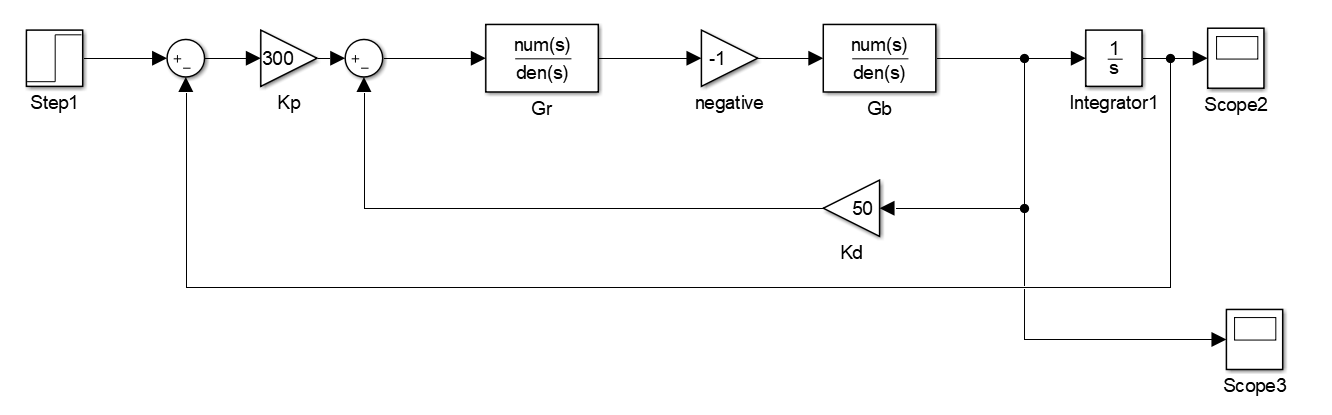 Step1
+
−
300
Kp
+
−
num(s)
den(s)
Gr
-1
negative
num(s)
den(s)
Gb
1
s
Integrator1
Scope2
50
Kd
Scope3